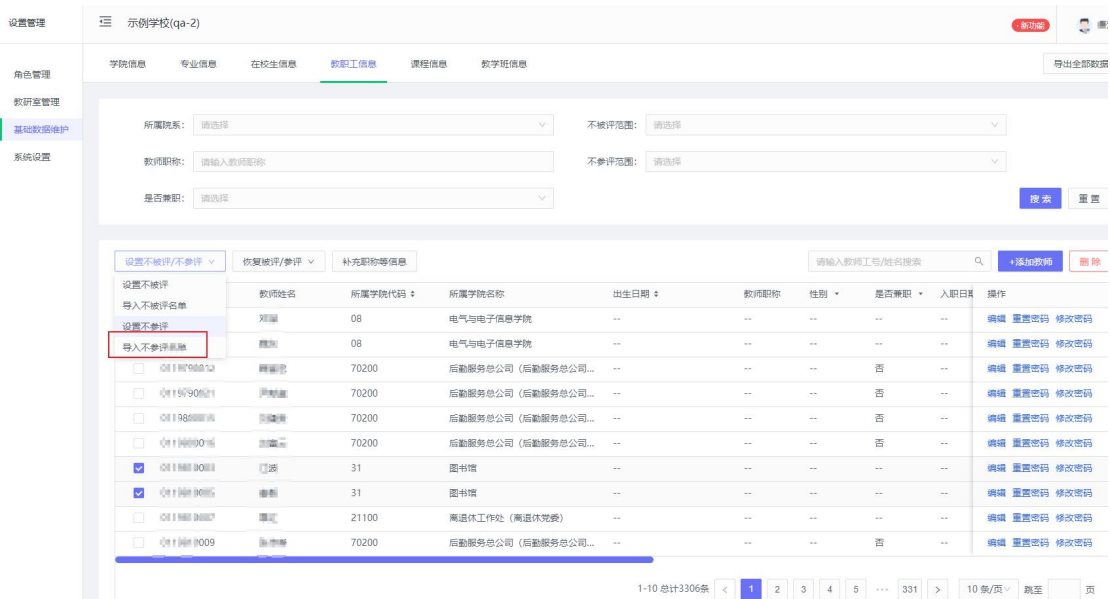 设置管理
示例学校(qa-2)
·新功能
角色管理
教研室管理
基础数据维护
系统设置
学院信息 专业信息 在校生信息 教职工信息 课程信息 教学班信息
导出全部数据
所属院系: 请选择 不被评范围: 请选择
教师职称: 请输入教师职称 不参评范围: 请选择
是否兼职: 请选择
搜 索 重 置
设置不被评/不参评 恢复被评/参评 补充职称等信息 请输入教师工号/姓名搜索 +添加教师 删 除
设置不被评
导入不被评名单
设置不参评
导入不参评名单
教师姓名 所属学院代码 所属学院名称 出生日期 教师职称 性别 是否兼职 入职日期 操作
08 电气与电子信息学院 -- -- -- -- -- 编辑 重置密码 修改密码
08 电气与电子信息学院 -- -- -- -- -- 编辑 重置密码 修改密码
70200 后勤服务总公司（后勤服务总公司... -- -- -- 否 -- 编辑 重置密码 修改密码
70200 后勤服务总公司（后勤服务总公司... -- -- -- 否 -- 编辑 重置密码 修改密码
70200 后勤服务总公司（后勤服务总公司... -- -- -- 否 -- 编辑 重置密码 修改密码
70200 后勤服务总公司（后勤服务总公司... -- -- -- 否 -- 编辑 重置密码 修改密码
31 图书馆 -- -- -- -- -- 编辑 重置密码 修改密码
31 图书馆 -- -- -- -- -- 编辑 重置密码 修改密码
21100 离退休工作处（离退休党委） -- -- -- -- -- 编辑 重置密码 修改密码
70200 后勤服务总公司（后勤服务总公司... -- -- -- 否 -- 编辑 重置密码 修改密码
1-10 总计3306条 < 1 2 3 4 5 ··· 331 > 10 条/页 跳至 页